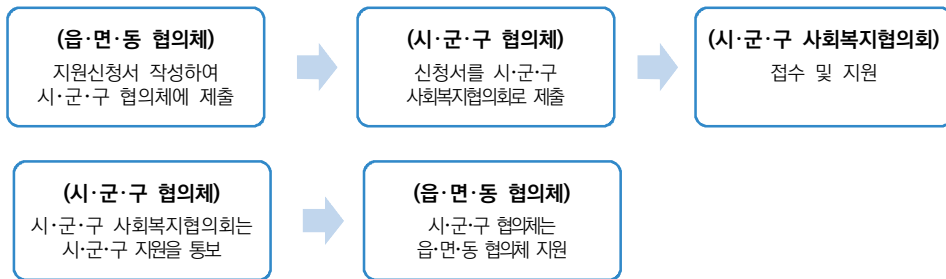 (읍·면·동 협의체)
지원신청서 작성하여
시·군·구 협의체에 제출
(시·군·구 협의체)
신청서를 시·군·구
사회복지협의회로 제출
(시·군·구 사회복지협의회)
접수 및 지원
(시·군·구 협의체)
시·군·구 사회복지협의회는
시·군·구 지원을 통보
(읍·면·동 협의체)
시·군·구 협의체는
읍·면·동 협의체 지원